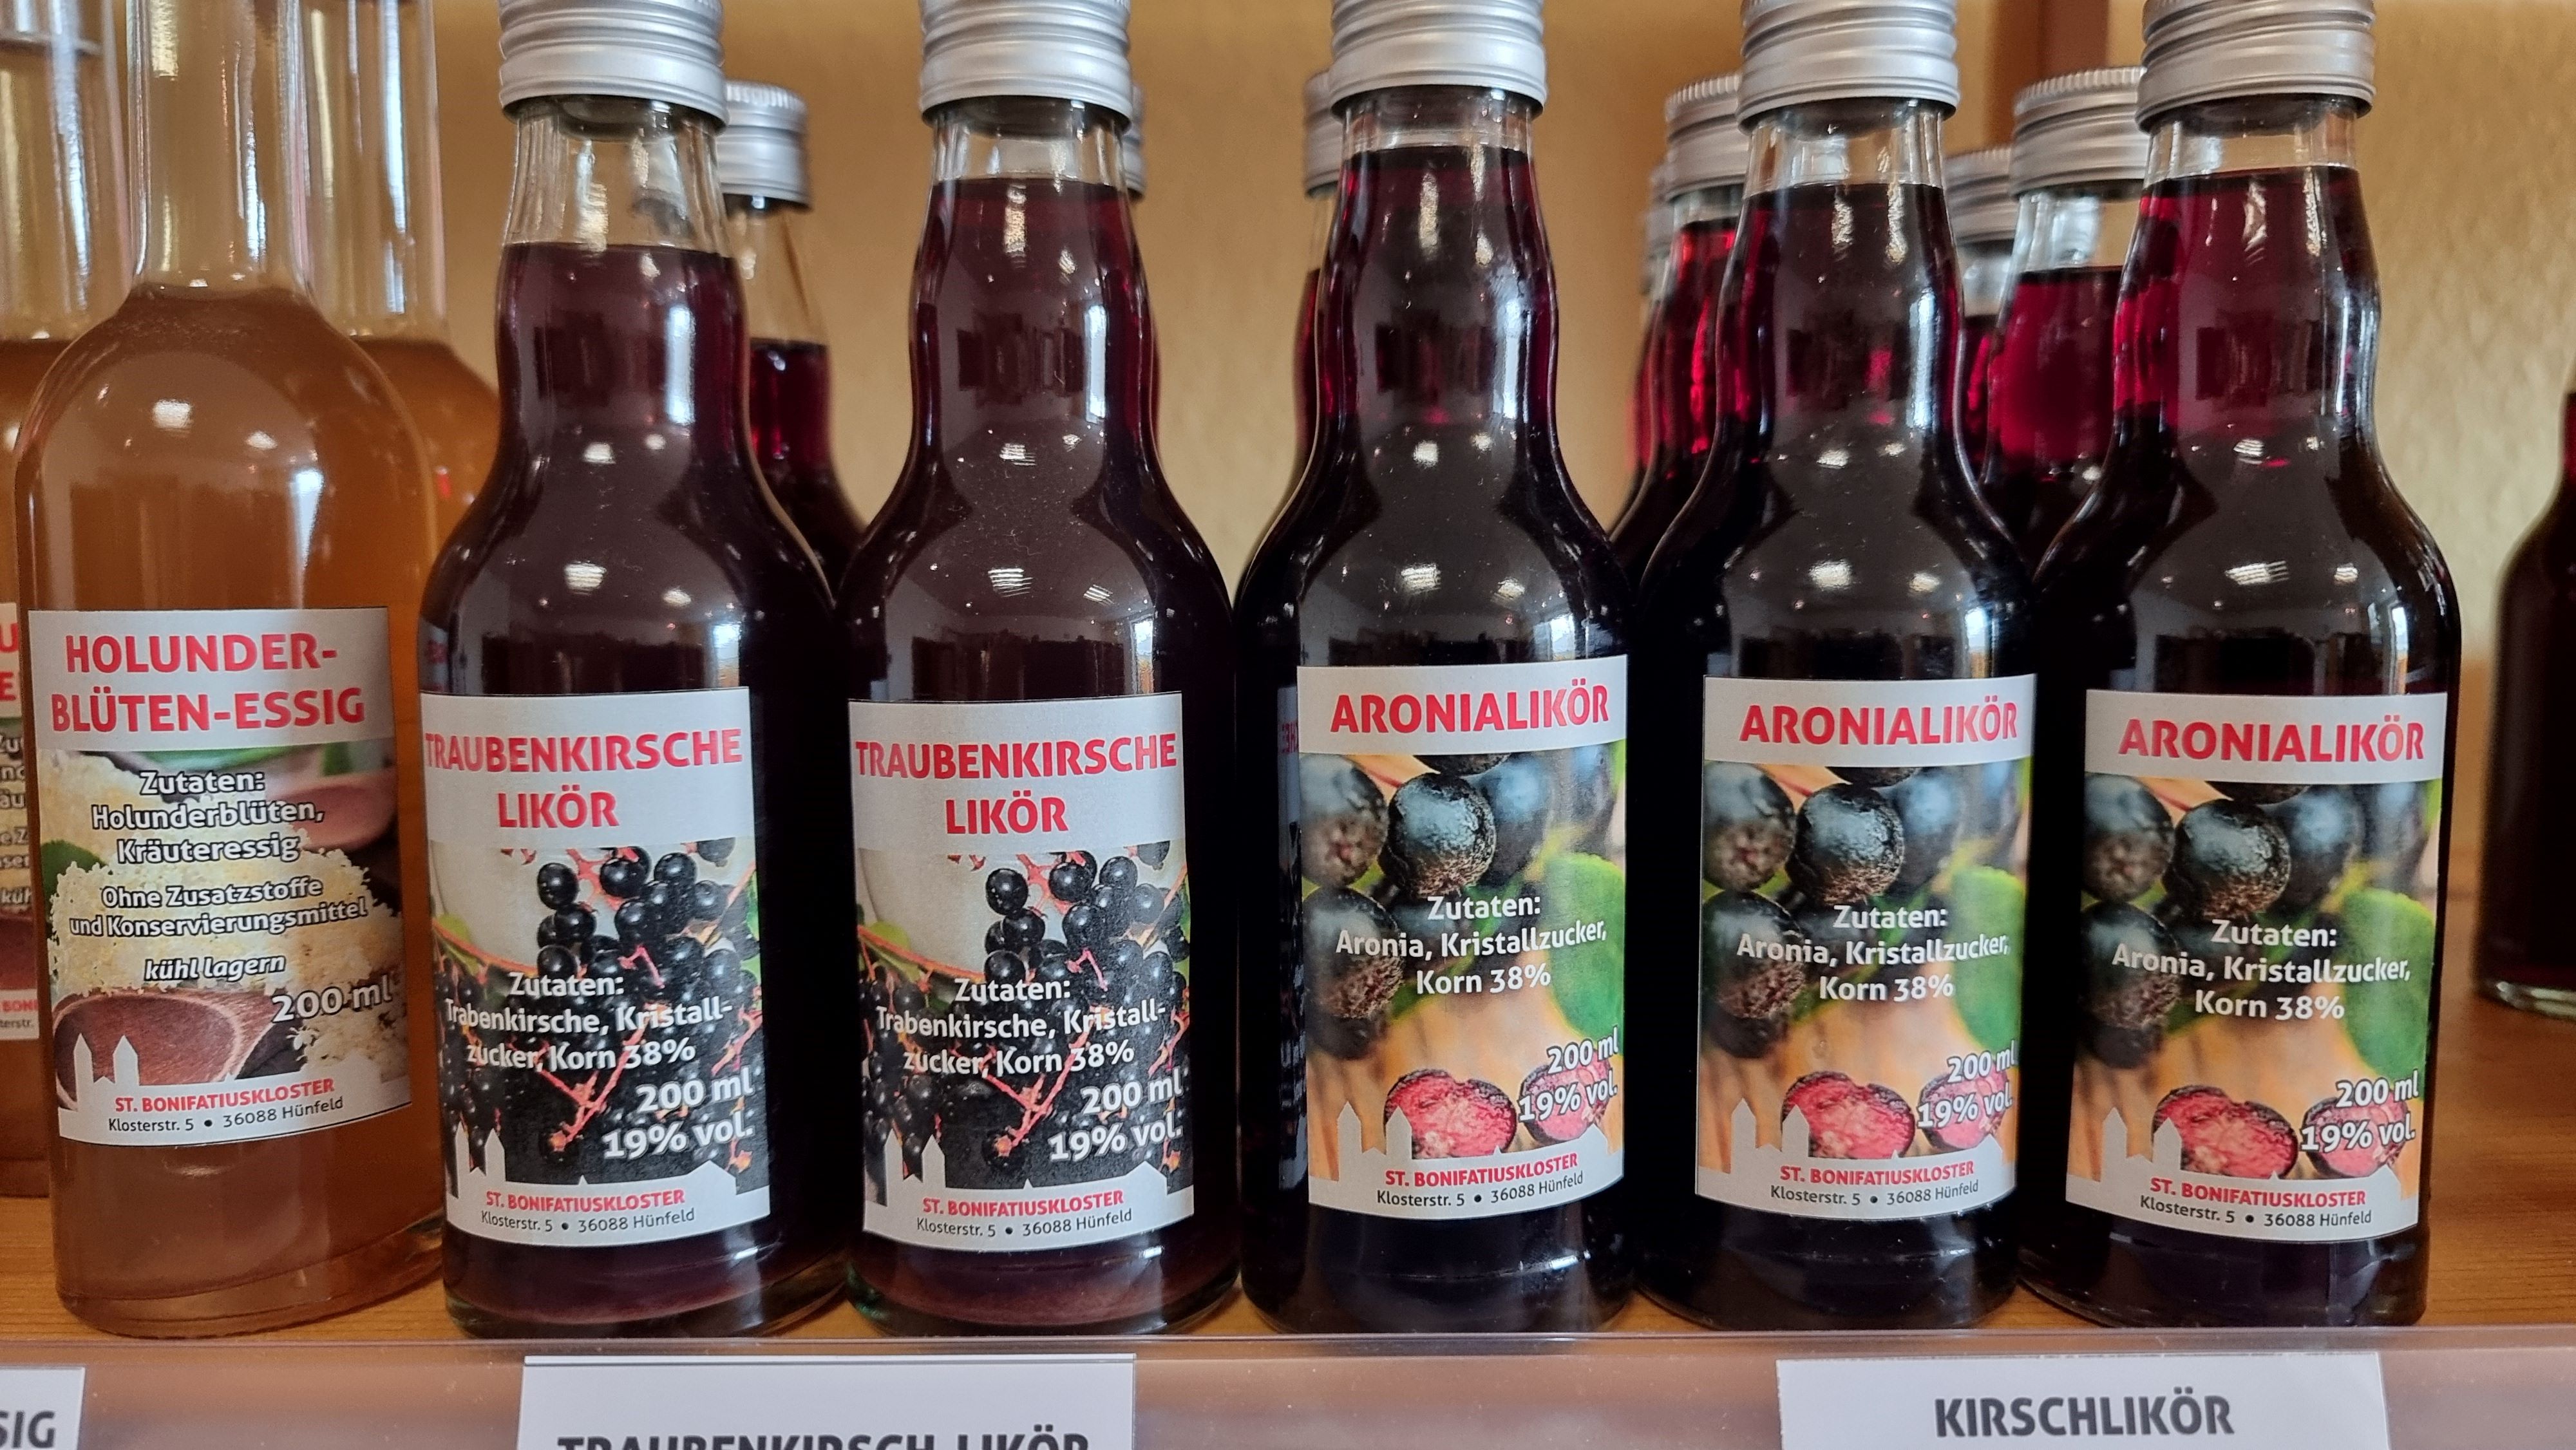 HOLUNDER-
BLÜTEN-ESSIG
Zutaten:
Holunderblüten,
Kräuteressig
Ohne Zusatzstoffe
und Konservierungsmittel
kühl lagern
200 ml
ST. BONIFATIUSKLOSTER
Klosterstr. 5 • 36088 Hünfeld
TRAUBENKIRSCHE
LIKÖR
Zutaten:
Trabenkirsche, Kristall-
zucker, Korn 38%
200 ml
19% vol.
ST. BONIFATIUSKLOSTER
Klosterstr. 5 • 36088 Hünfeld
TRAUBENKIRSCHE
LIKÖR
Zutaten:
Trabenkirsche, Kristall-
zucker, Korn 38%
200 ml
19% vol.
ST. BONIFATIUSKLOSTER
Klosterstr. 5 • 36088 Hünfeld
ARONIALIKÖR
Zutaten:
Aronia, Kristallzucker,
Korn 38%
200 ml
19% vol.
ST. BONIFATIUSKLOSTER
Klosterstr. 5 • 36088 Hünfeld
ARONIALIKÖR
Zutaten:
Aronia, Kristallzucker,
Korn 38%
200 ml
19% vol.
ST. BONIFATIUSKLOSTER
Klosterstr. 5 • 36088 Hünfeld
ARONIALIKÖR
Zutaten:
Aronia, Kristallzucker,
Korn 38%
200 ml
19% vol.
ST. BONIFATIUSKLOSTER
Klosterstr. 5 • 36088 Hünfeld
SIG
TRAUBENKIRSCH-LIKÖR
KIRSCHLIKÖR